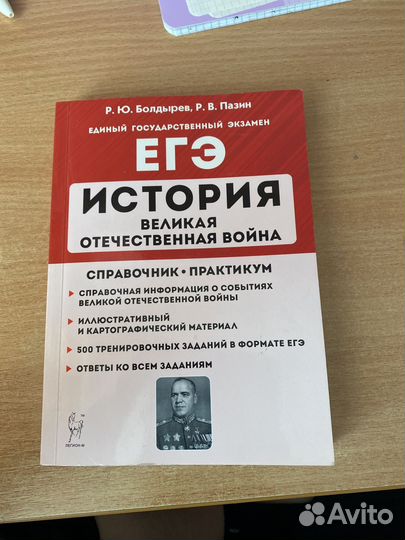 Р. Ю. Болдырев, Р. В. Пазин
ЕДИНЫЙ ГОСУДАРСТВЕННЫЙ ЭКЗАМЕН
ЕГЭ
ИСТОРИЯ
ВЕЛИКАЯ
ОТЕЧЕСТВЕННАЯ ВОЙНА
СПРАВОЧНИК • ПРАКТИКУМ
СПРАВОЧНАЯ ИНФОРМАЦИЯ О СОБЫТИЯХ
ВЕЛИКОЙ ОТЕЧЕСТВЕННОЙ ВОЙНЫ
ИЛЛЮСТРАТИВНЫЙ
И КАРТОГРАФИЧЕСКИЙ МАТЕРИАЛ
500 ТРЕНИРОВОЧНЫХ ЗАДАНИЙ В ФОРМАТЕ ЕГЭ
ОТВЕТЫ КО ВСЕМ ЗАДАНИЯМ
TM
ЛЕГИОН-М
Avito